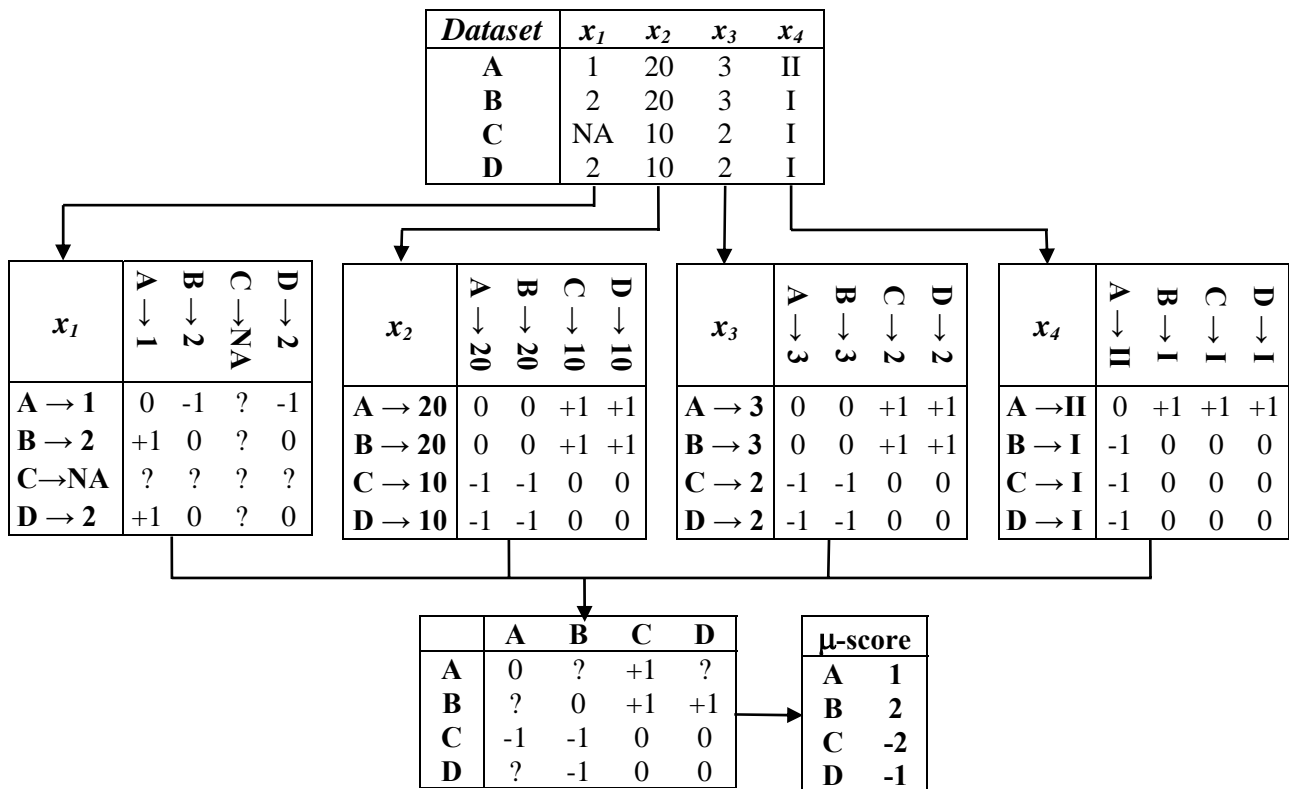 Dataset x1 x2 x3 x4
A 1 20 3 II
B 2 20 3 I
C NA 10 2 I
D 2 10 2 I
x1 A→1 B→2 C→NA D→2
A → 1 0 -1 ? -1
B → 2 +1 0 ? 0
C→NA ? ? ? ?
D → 2 +1 0 ? 0
x2 A→20 B→20 C→10 D→10
A → 20 0 0 +1 +1
B → 20 0 0 +1 +1
C → 10 -1 -1 0 0
D → 10 -1 -1 0 0
x3 A→3 B→3 C→2 D→2
A → 3 0 0 +1 +1
B → 3 0 0 +1 +1
C → 2 -1 -1 0 0
D → 2 -1 -1 0 0
x4 A→II B→I C→I D→I
A →II 0 +1 +1 +1
B → I -1 0 0 0
C → I -1 0 0 0
D → I -1 0 0 0
A B C D
A 0 ? +1 ?
B ? 0 +1 +1
C -1 -1 0 0
D ? -1 0 0
μ-score
A 1
B 2
C -2
D -1